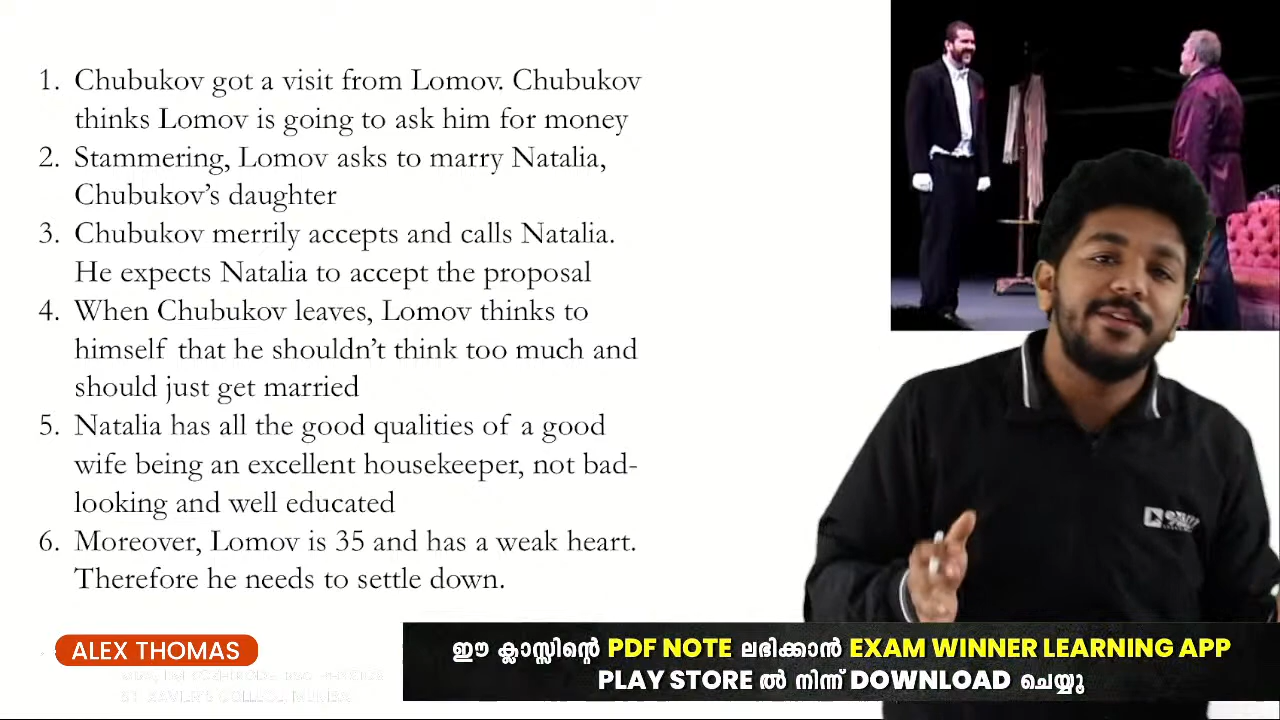 1. Chubukov got a visit from Lomov. Chubukov
thinks Lomov is going to ask him for money
2. Stammering, Lomov asks to marry Natalia,
Chubukov’s daughter
3. Chubukov merrily accepts and calls Natalia.
He expects Natalia to accept the proposal
4. When Chubukov leaves, Lomov thinks to
himself that he shouldn’t think too much and
should just get married
5. Natalia has all the good qualities of a good
wife being an excellent housekeeper, not bad-
looking and well educated
6. Moreover, Lomov is 35 and has a weak heart.
Therefore he needs to settle down.
ALEX THOMAS
ഈ ക്ലാസ്സിന്റെ PDF NOTE ലഭിക്കാൻ EXAM WINNER LEARNING APP
PLAY STORE ൽ നിന്ന് DOWNLOAD ചെയ്യൂ